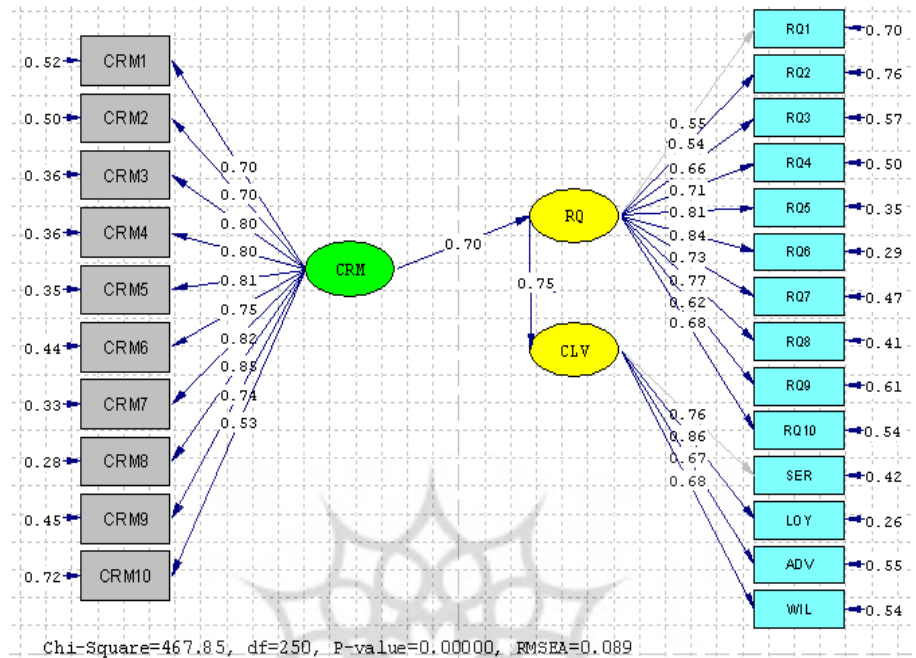 0.52 CRM1
0.50 CRM2
0.36 CRM3
0.36 CRM4
0.35 CRM5
0.44 CRM6
0.33 CRM7
0.28 CRM8
0.45 CRM9
0.72 CRM10
0.70
0.70
0.80
0.80
0.81
0.75
0.82
0.85
0.74
0.53
CRM
0.70
RQ
0.75
CLV
0.55
0.54
0.66
0.71
0.81
0.84
0.73
0.77
0.62
0.68
0.76
0.86
0.67
0.68
RQ1 0.70
RQ2 0.76
RQ3 0.57
RQ4 0.50
RQ5 0.35
RQ6 0.29
RQ7 0.47
RQ8 0.41
RQ9 0.61
RQ10 0.54
SER 0.42
LOY 0.26
ADV 0.55
WIL 0.54
Chi-Square=467.85, df=250, P-value=0.00000, RMSEA=0.089